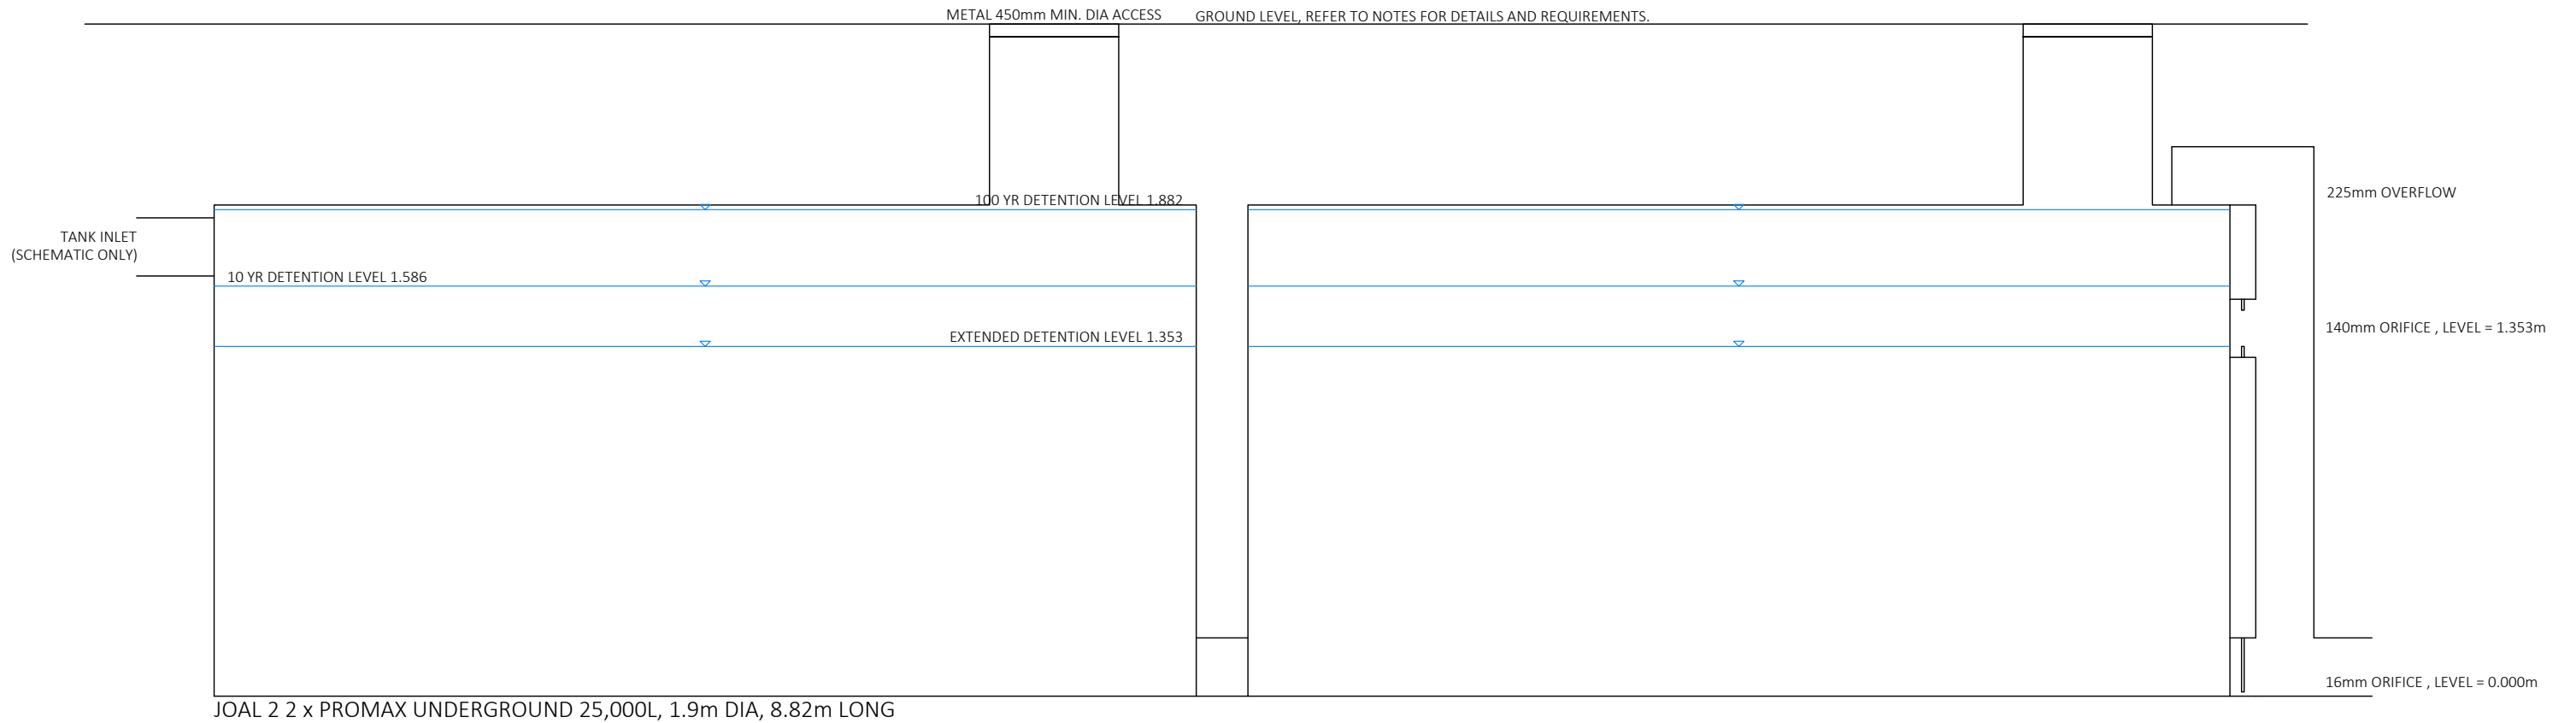 METAL 450mm MIN. DIA ACCESS
GROUND LEVEL, REFER TO NOTES FOR DETAILS AND REQUIREMENTS.
100 YR DETENTION LEVEL 1.882
225mm OVERFLOW
TANK INLET
(SCHEMATIC ONLY)
10 YR DETENTION LEVEL 1.586
140mm ORIFICE , LEVEL = 1.353m
EXTENDED DETENTION LEVEL 1.353
16mm ORIFICE , LEVEL = 0.000m
JOAL 2 2 x PROMAX UNDERGROUND 25,000L, 1.9m DIA, 8.82m LONG